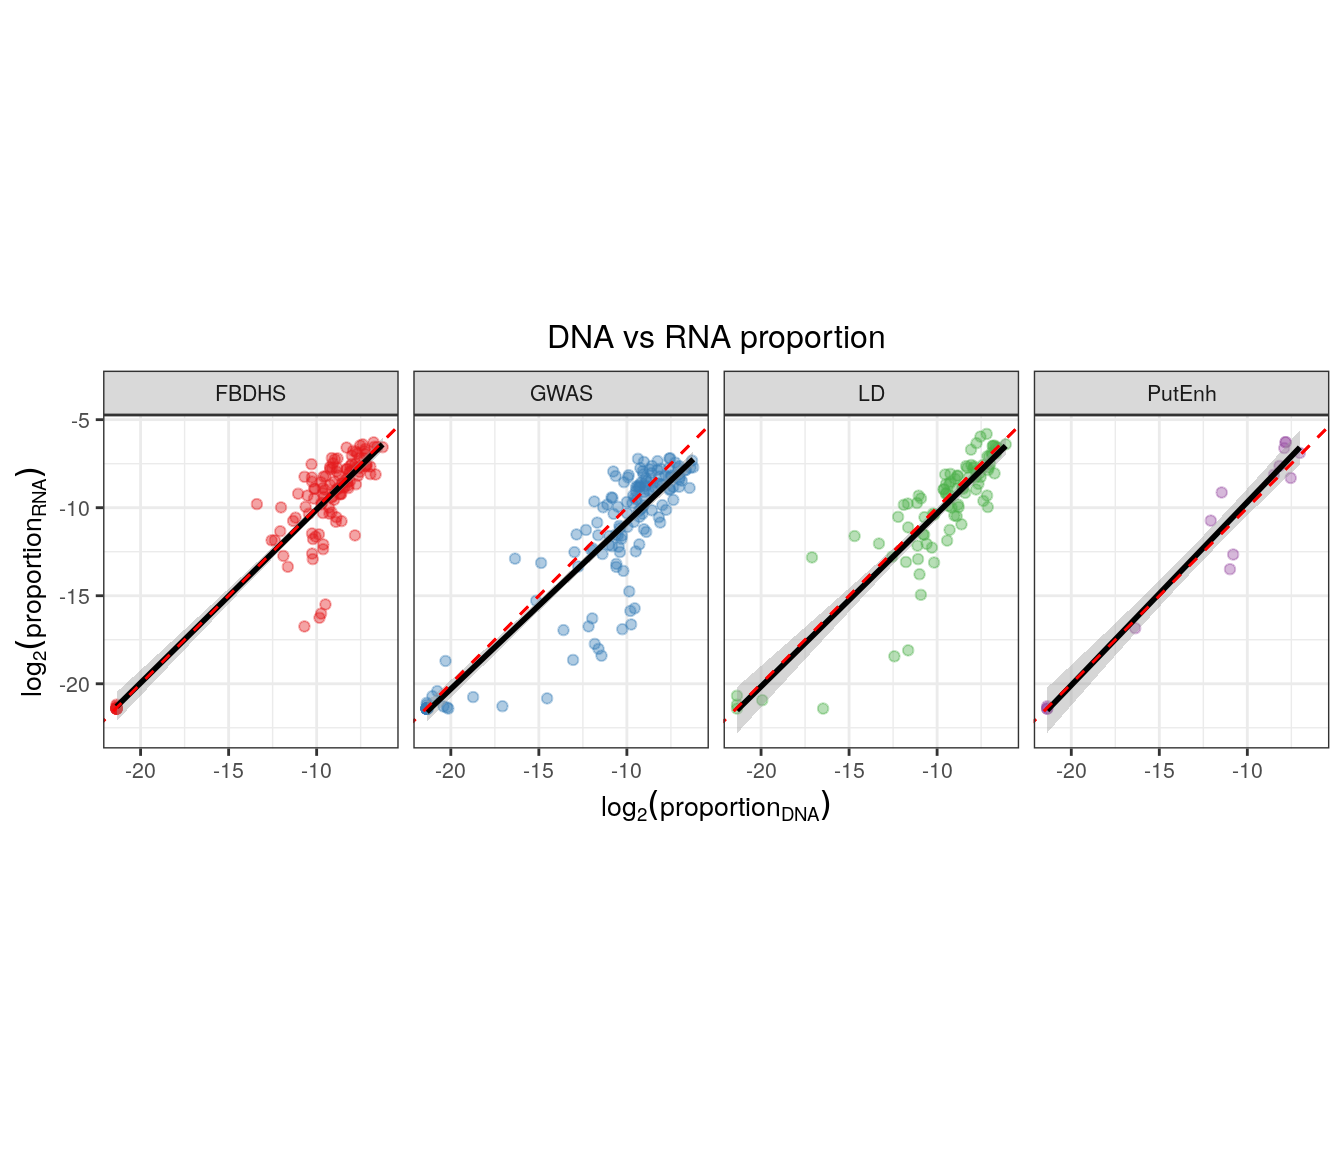 DNA vs RNA proportion
FBDHS GWAS LD PutEnh
-5
-10
-15
-20
log2(proportionRNA)
-20 -15 -10 -20 -15 -10 -20 -15 -10 -20 -15 -10
log2(proportionDNA)